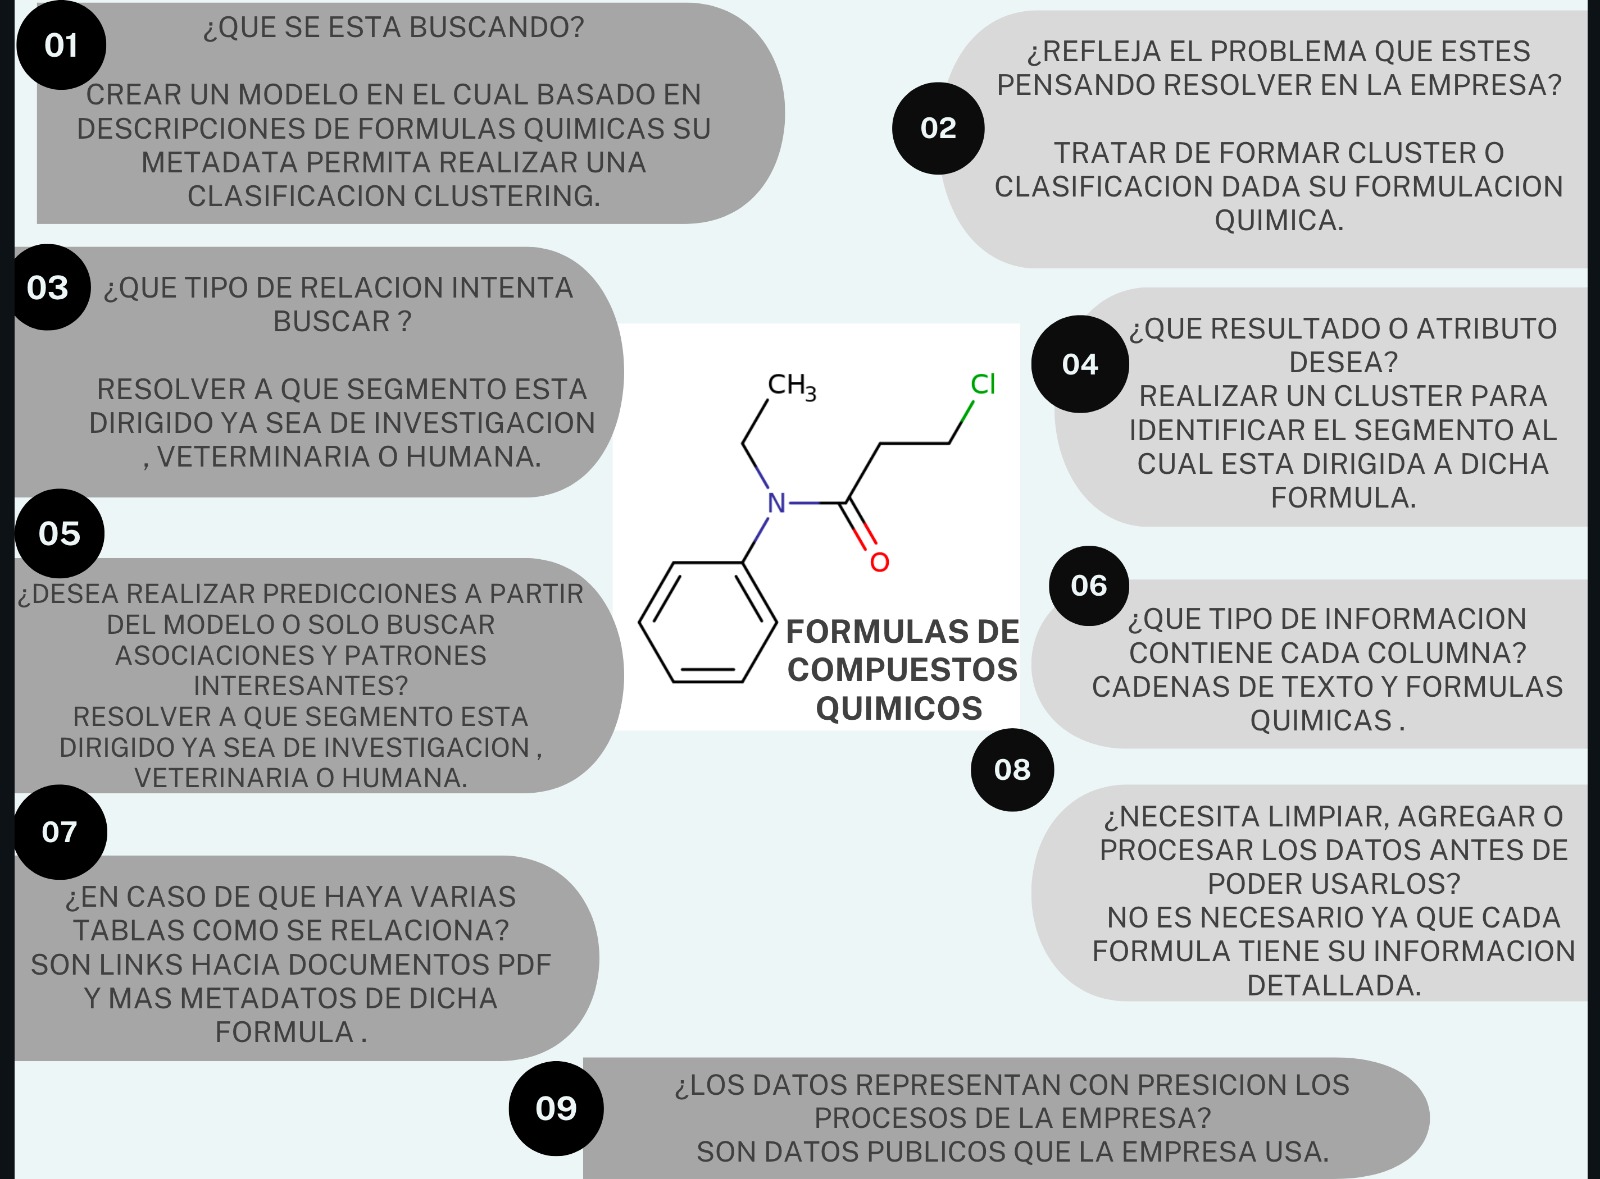 01
¿QUE SE ESTA BUSCANDO?
CREAR UN MODELO EN EL CUAL BASADO EN
DESCRIPCIONES DE FORMULAS QUIMICAS SU
METADATA PERMITA REALIZAR UNA
CLASIFICACION CLUSTERING.
02
¿REFLEJA EL PROBLEMA QUE ESTES
PENSANDO RESOLVER EN LA EMPRESA?
TRATAR DE FORMAR CLUSTER O
CLASIFICACION DADA SU FORMULACION
QUIMICA.
03
¿QUE TIPO DE RELACION INTENTA
BUSCAR ?
RESOLVER A QUE SEGMENTO ESTA
DIRIGIDO YA SEA DE INVESTIGACION
, VETERMINARIA O HUMANA.
04
¿QUE RESULTADO O ATRIBUTO
DESEA?
REALIZAR UN CLUSTER PARA
IDENTIFICAR EL SEGMENTO AL
CUAL ESTA DIRIGIDA A DICHA
FORMULA.
CH3
Cl
N
O
FORMULAS DE
COMPUESTOS
QUIMICOS
05
¿DESEA REALIZAR PREDICCIONES A PARTIR
DEL MODELO O SOLO BUSCAR
ASOCIACIONES Y PATRONES
INTERESANTES?
RESOLVER A QUE SEGMENTO ESTA
DIRIGIDO YA SEA DE INVESTIGACION ,
VETERINARIA O HUMANA.
06
¿QUE TIPO DE INFORMACION
CONTIENE CADA COLUMNA?
CADENAS DE TEXTO Y FORMULAS
QUIMICAS .
07
¿EN CASO DE QUE HAYA VARIAS
TABLAS COMO SE RELACIONA?
SON LINKS HACIA DOCUMENTOS PDF
Y MAS METADATOS DE DICHA
FORMULA .
08
¿NECESITA LIMPIAR, AGREGAR O
PROCESAR LOS DATOS ANTES DE
PODER USARLOS?
NO ES NECESARIO YA QUE CADA
FORMULA TIENE SU INFORMACION
DETALLADA.
09
¿LOS DATOS REPRESENTAN CON PRESICION LOS
PROCESOS DE LA EMPRESA?
SON DATOS PUBLICOS QUE LA EMPRESA USA.